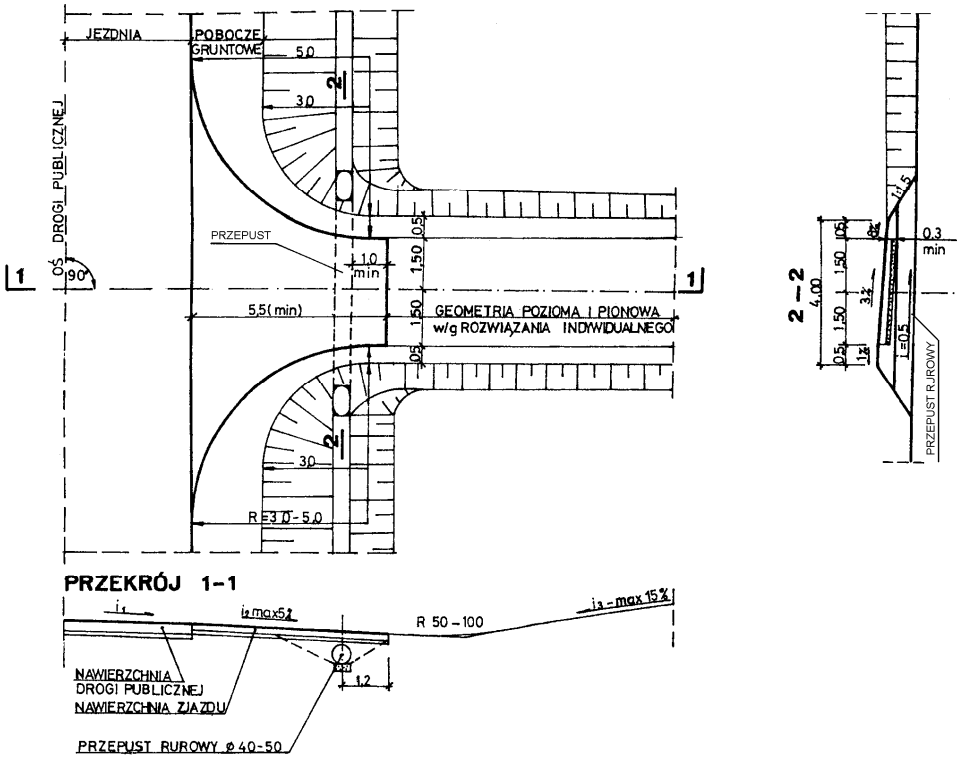 JEZDNIA
POBOCZE
GRUNTOWE
5,0
3,0
2
OŚ DROGI PUBLICZNEJ
90°
PRZEPUST
1,0
min
0,5
1,50
1
1
5,5(min)
1,50
GEOMETRIA POZIOMA I PIONOWA
w/g ROZWIĄZANIA INDYWIDUALNEGO
0,5
2
3,0
R=3,0-5,0
1:1,5
8%
0,3
min
0,5
1,50
1,50
0,5
4,00
2-2
3%
1%
i=0,5
PRZEPUST RUROWY
PRZEKRÓJ 1-1
i1
i2 max5%
R 50-100
i3-max 15%
1,2
NAWIERZCHNIA
DROGI PUBLICZNEJ
NAWIERZCHNIA ZJAZDU
PRZEPUST RUROWY ø 40-50